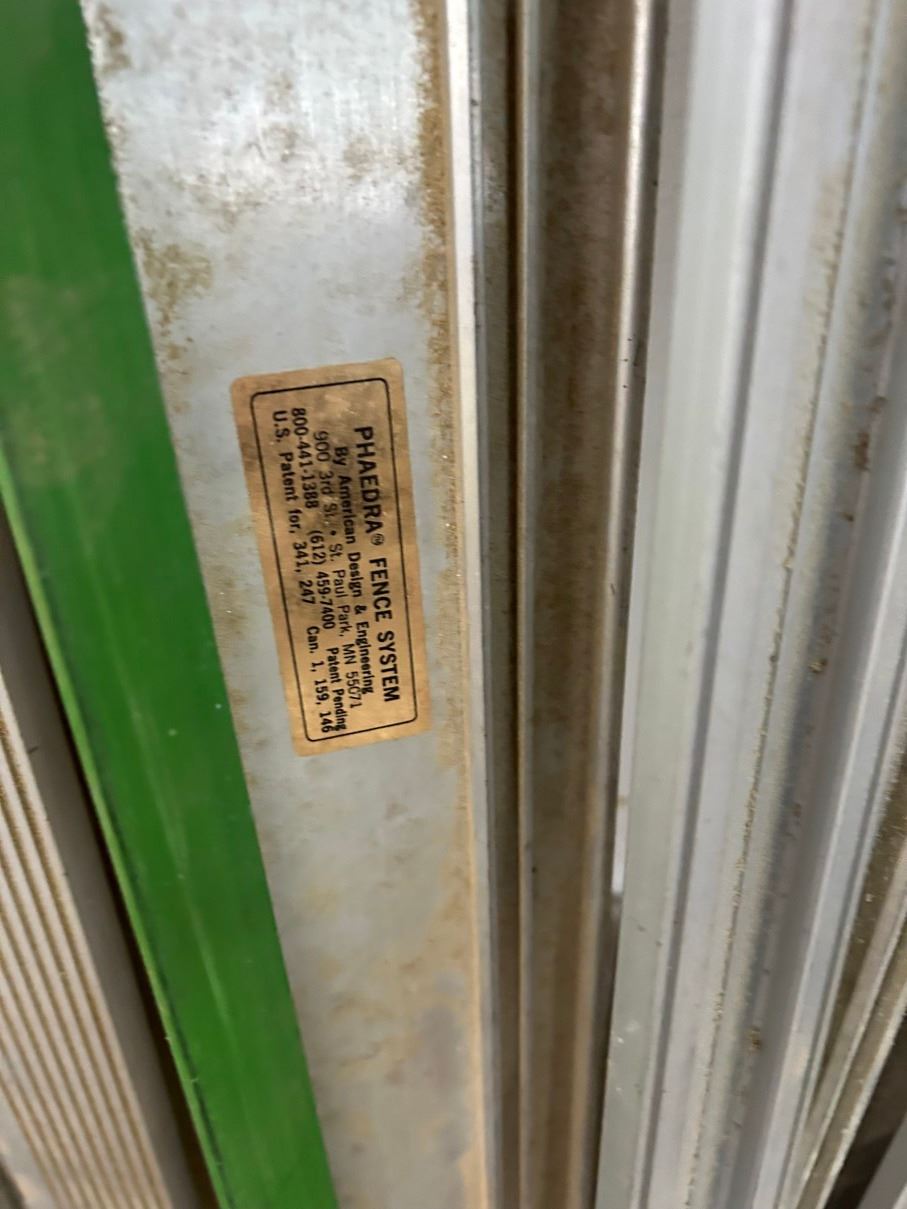 PHAEDRA® FENCE SYSTEM
By American Design & Engineering
900 3rd St. • St. Paul Park, MN 55071
800-441-1388 (612) 459-7400 Patent Pending
U.S. Patent for, 341, 247 Can. 1, 159, 146